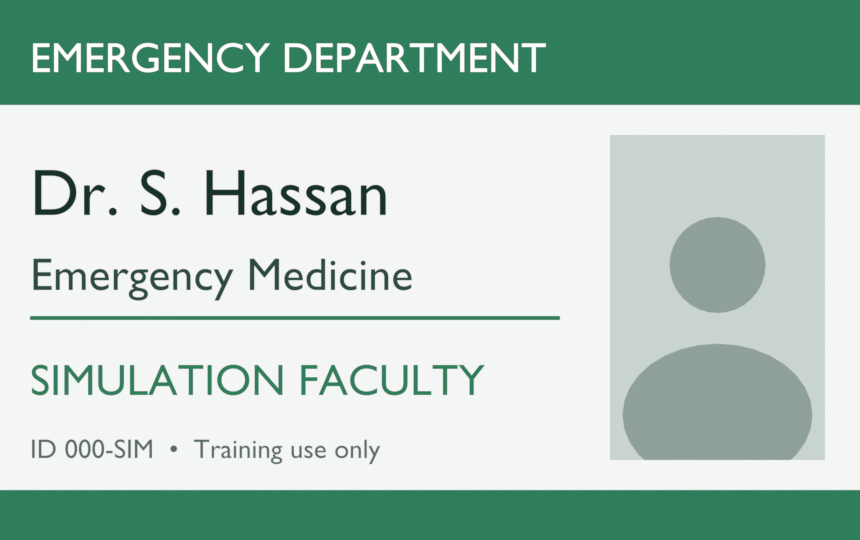 EMERGENCY DEPARTMENT
Dr. S. Hassan
Emergency Medicine
SIMULATION FACULTY
ID 000-SIM • Training use only